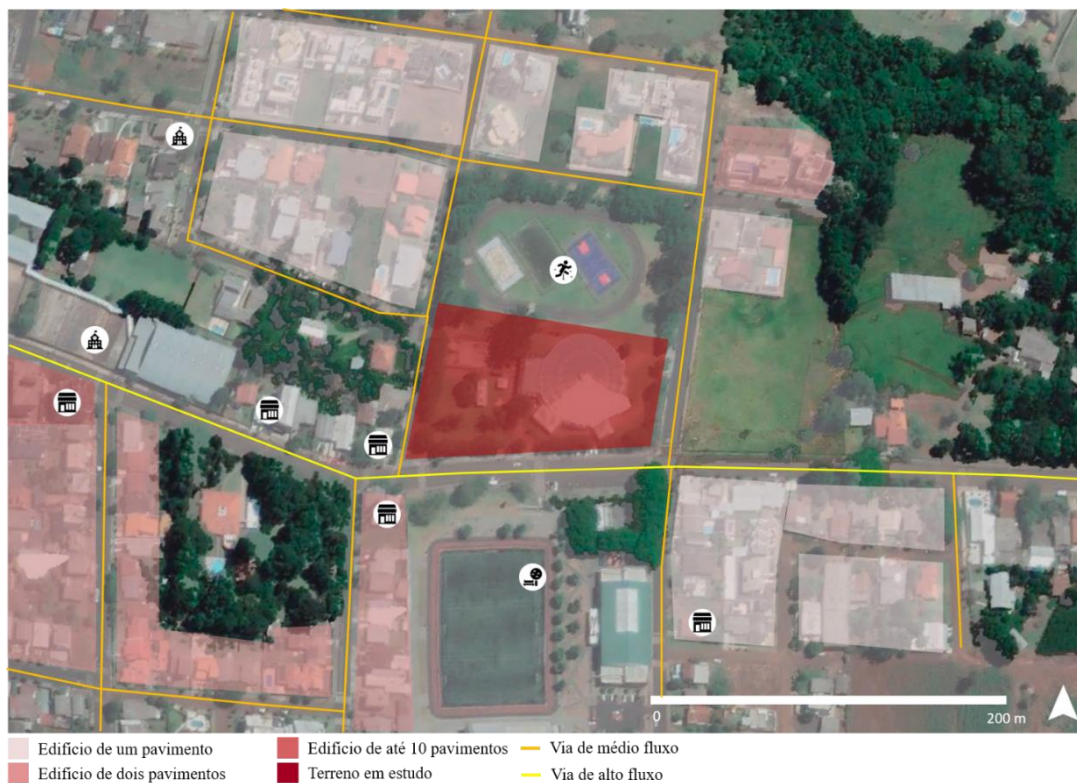 0
200 m
Edifício de um pavimento
Edifício de até 10 pavimentos
Via de médio fluxo
Edifício de dois pavimentos
Terreno em estudo
Via de alto fluxo